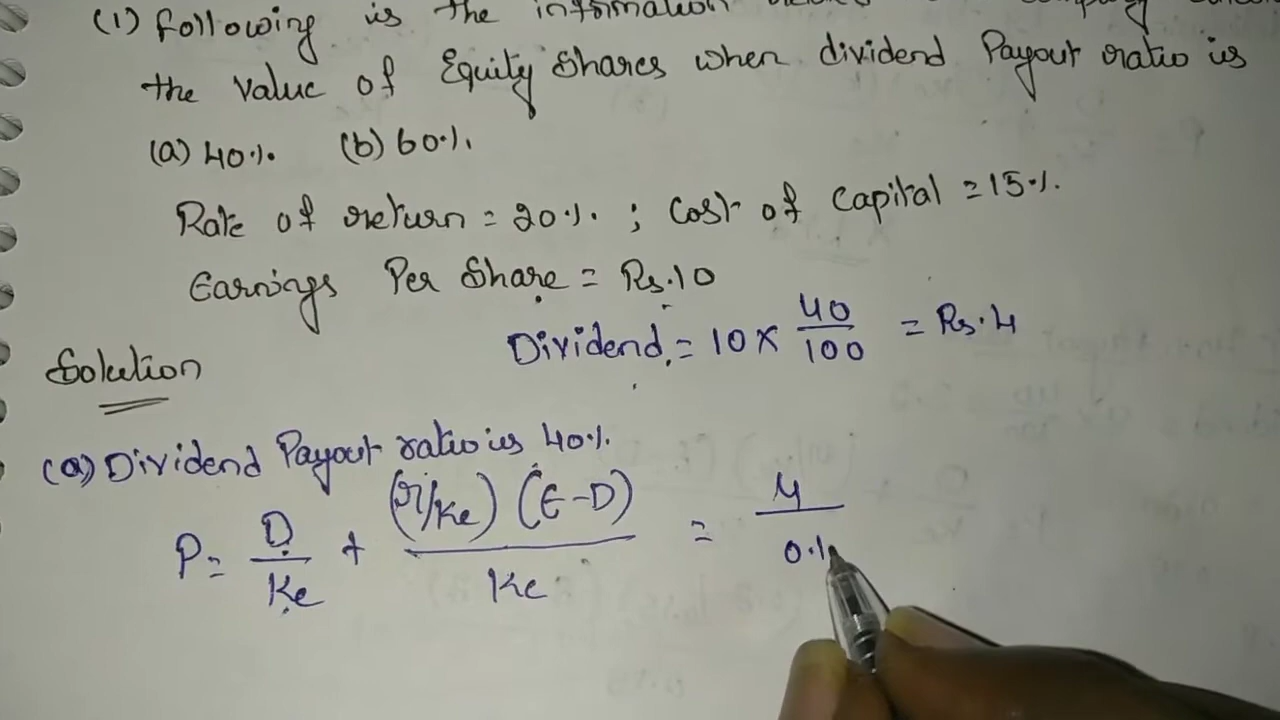 (1) Following is the information
the value of Equity Shares when dividend Payout ratio is
(a) 40%. (b) 60%.
Rate of return = 20%. ; Cost of Capital = 15%.
Earnings Per Share = Rs.10
Dividend = 10 x 40/100 = Rs.4
Solution
(a) Dividend Payout ratio is 40%.
P = D/Ke + (r/Ke) (E-D)/Ke = 4/0.1